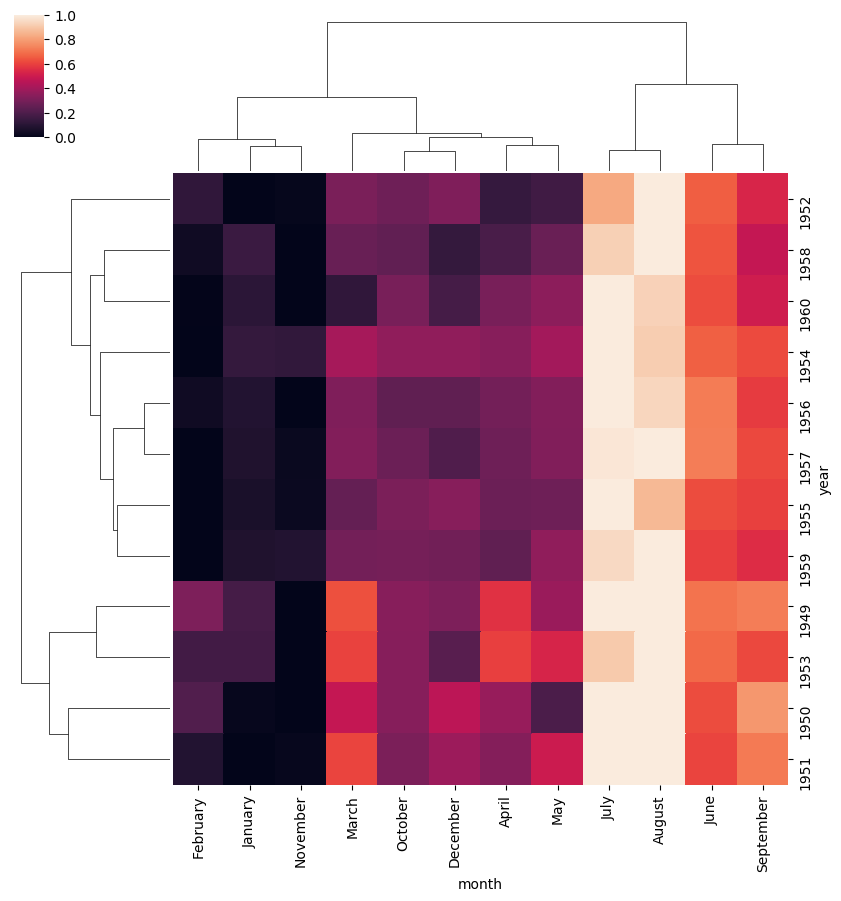 1.0
0.8
0.6
0.4
0.2
0.0
1952
1958
1960
1954
1956
1957
1955
1959
1949
1953
1950
1951
year
February
January
November
March
October
December
April
May
July
August
June
September
month